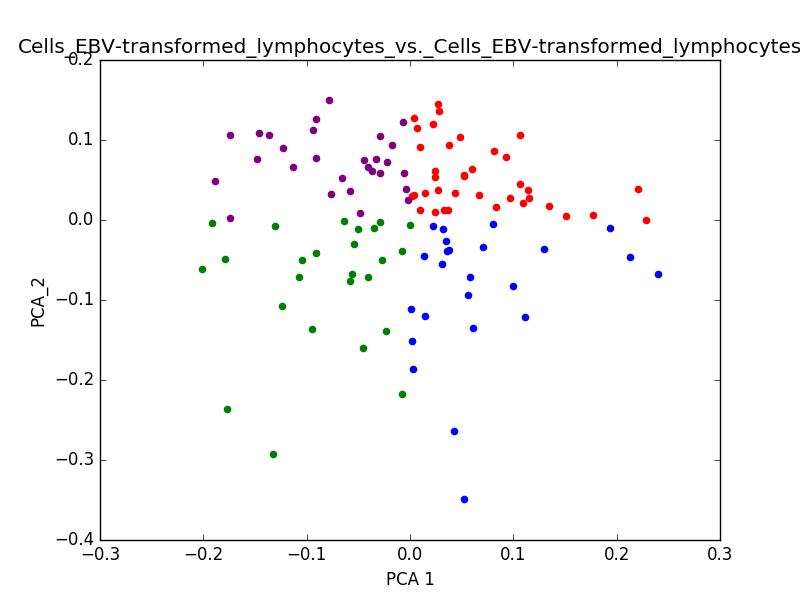 Cells_EBV-transformed_lymphocytes_vs._Cells_EBV-transformed_lymphocytes
0.2
0.1
0.0
−0.1
−0.2
−0.3
−0.4
PCA_2
−0.3 −0.2 −0.1 0.0 0.1 0.2 0.3
PCA 1